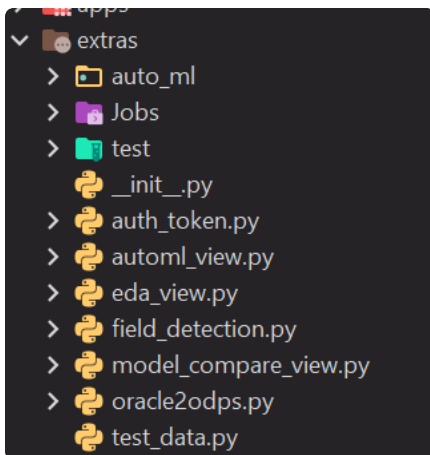 apps
extras
auto_ml
Jobs
test
__init__.py
auth_token.py
automl_view.py
eda_view.py
field_detection.py
model_compare_view.py
oracle2odps.py
test_data.py